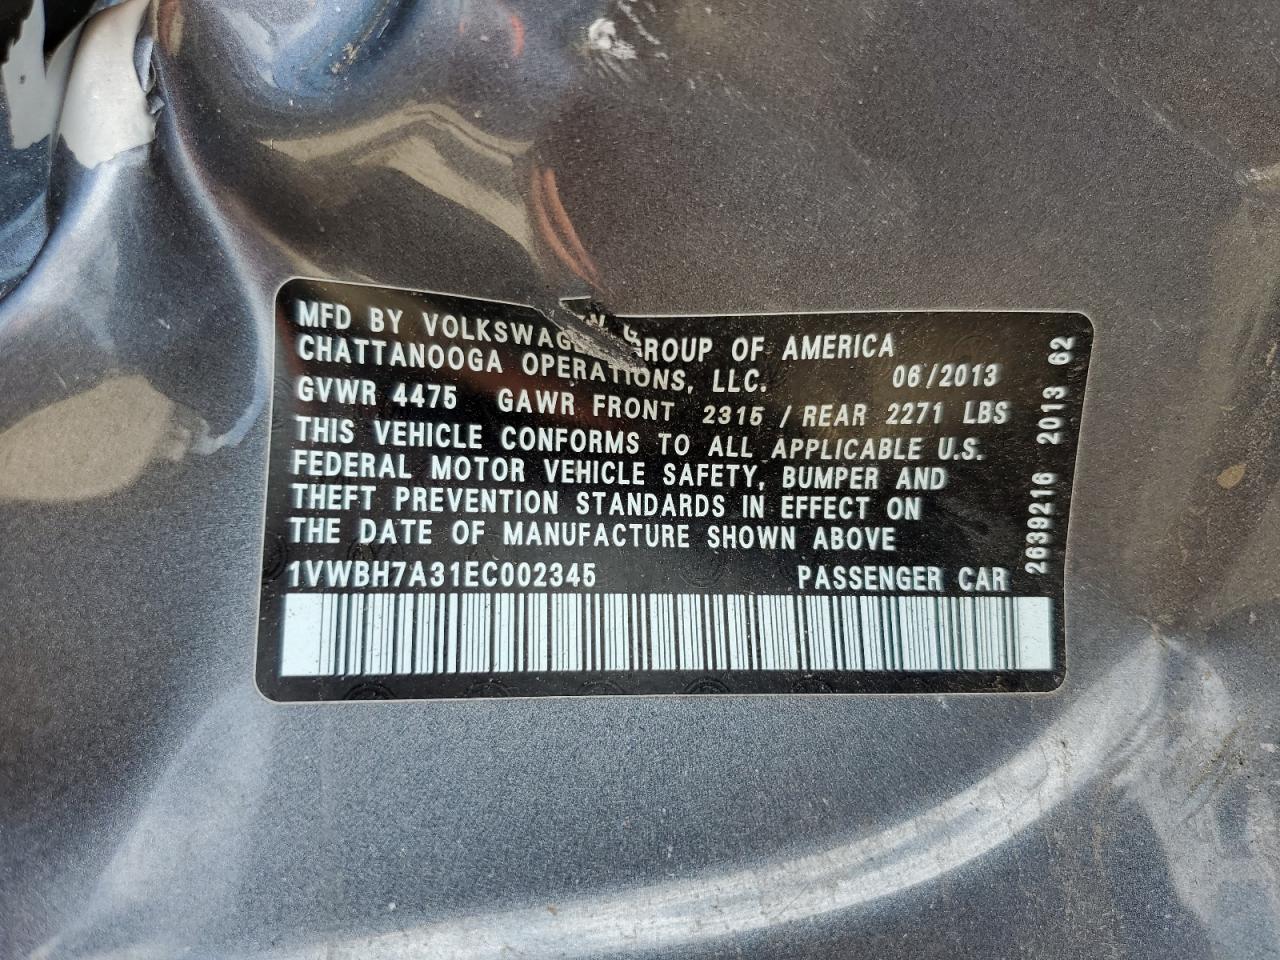 MFD BY VOLKSWAGEN GROUP OF AMERICA
CHATTANOOGA OPERATIONS, LLC. 06/2013
GVWR 4475 GAWR FRONT 2315 / REAR 2271 LBS
THIS VEHICLE CONFORMS TO ALL APPLICABLE U.S.
FEDERAL MOTOR VEHICLE SAFETY, BUMPER AND
THEFT PREVENTION STANDARDS IN EFFECT ON
THE DATE OF MANUFACTURE SHOWN ABOVE
1VWBH7A31EC002345 PASSENGER CAR
2639216 2013 62